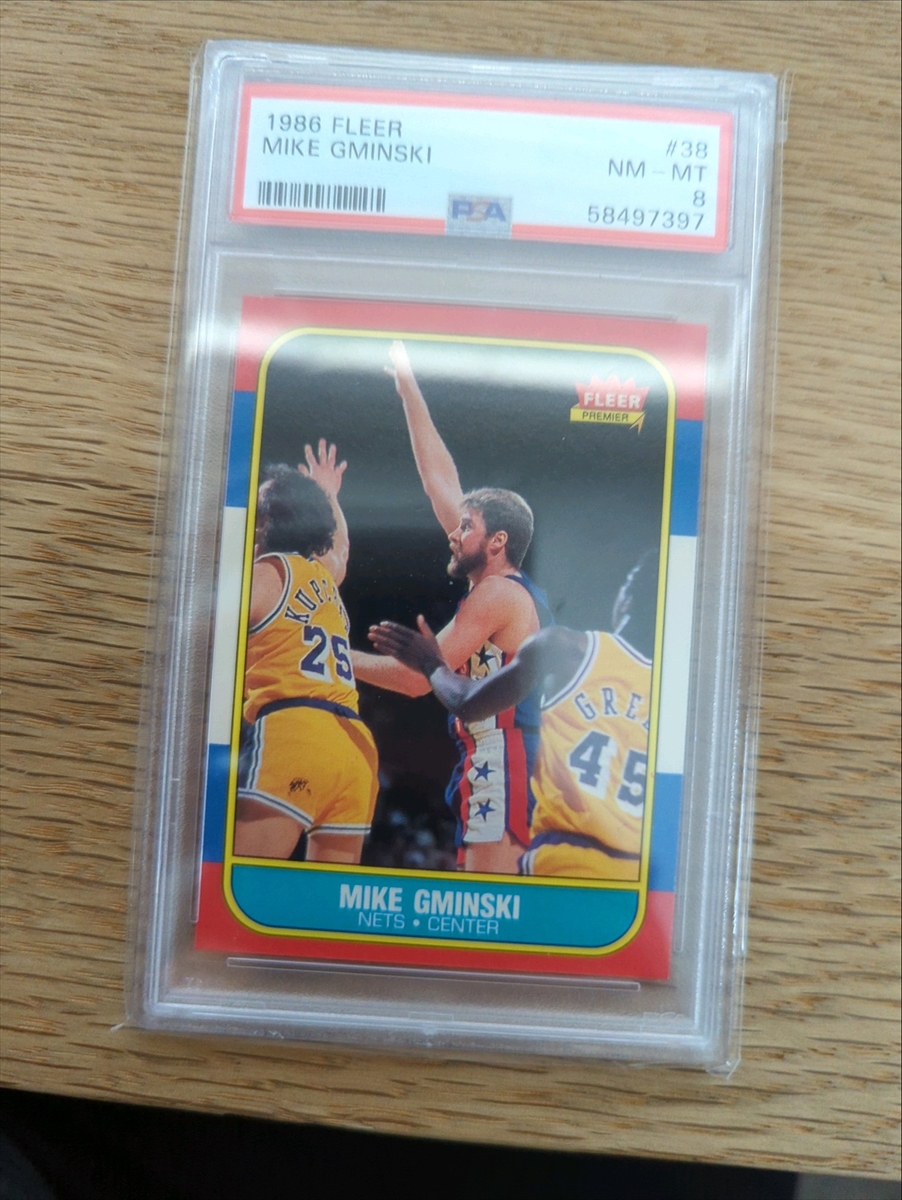 1986 FLEER
MIKE GMINSKI
#38
NM - MT
8
58497397
PSA
FLEER
PREMIER
25
45
MIKE GMINSKI
NETS • CENTER